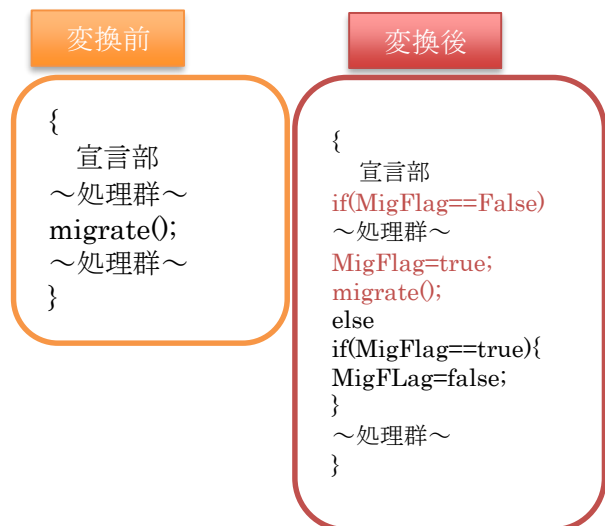 変換前
{
宣言部
～処理群～
migrate();
～処理群～
}
変換後
{
宣言部
if(MigFlag==False)
～処理群～
MigFlag=true;
migrate();
else
if(MigFlag==true){
MigFLag=false;
}
～処理群～
}